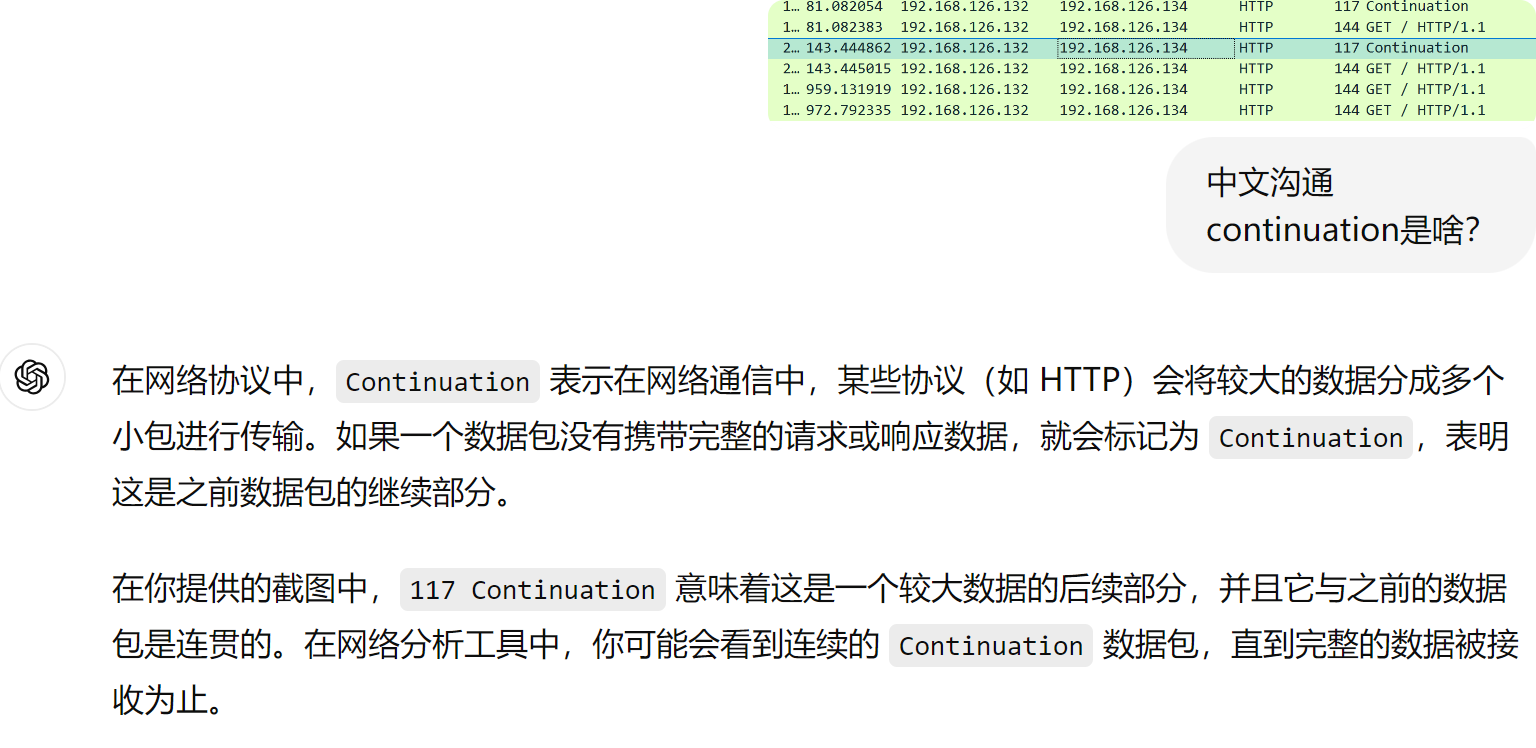 1… 81.082054 192.168.126.132 192.168.126.134 HTTP 117 Continuation
1… 81.082383 192.168.126.132 192.168.126.134 HTTP 144 GET / HTTP/1.1
2… 143.444862 192.168.126.132 192.168.126.134 HTTP 117 Continuation
2… 143.445015 192.168.126.132 192.168.126.134 HTTP 144 GET / HTTP/1.1
1… 959.131919 192.168.126.132 192.168.126.134 HTTP 144 GET / HTTP/1.1
1… 972.792335 192.168.126.132 192.168.126.134 HTTP 144 GET / HTTP/1.1
中文沟通
continuation是啥？
在网络协议中，Continuation 表示在网络通信中，某些协议（如 HTTP）会将较大的数据分成多个
小包进行传输。如果一个数据包没有携带完整的请求或响应数据，就会标记为 Continuation，表明
这是之前数据包的继续部分。
在你提供的截图中，117 Continuation 意味着这是一个较大数据的后续部分，并且它与之前的数据
包是连贯的。在网络分析工具中，你可能会看到连续的 Continuation 数据包，直到完整的数据被接
收为止。